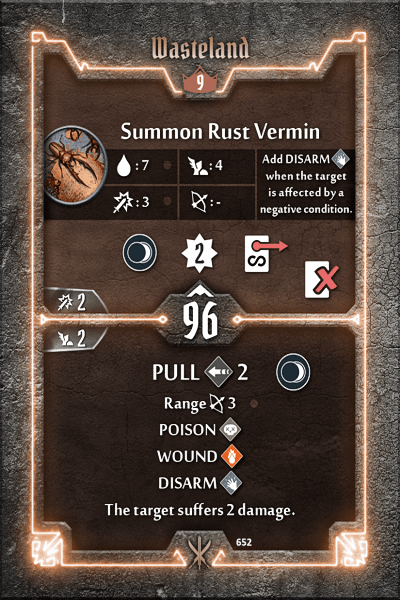 Wasteland
9
Summon Rust Vermin
:7
:4
:3
:-
Add DISARM
when the target
is affected by a
negative condition.
2
2
96
2
PULL 2
Range 3
POISON
WOUND
DISARM
The target suffers 2 damage.
652